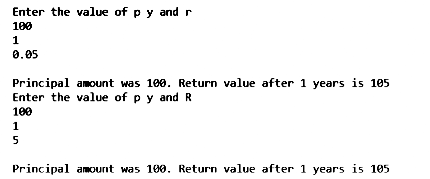 Enter the value of p y and r
100
1
0.05
Principal amount was 100. Return value after 1 years is 105
Enter the value of p y and R
100
1
5
Principal amount was 100. Return value after 1 years is 105